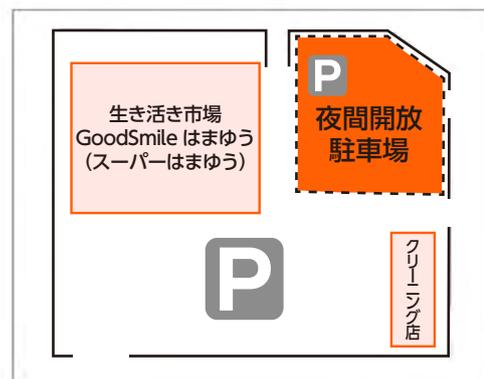 生き活き市場
GoodSmile はまゆう
(スーパーはまゆう)
P
夜間開放
駐車場
P
クリーニング店